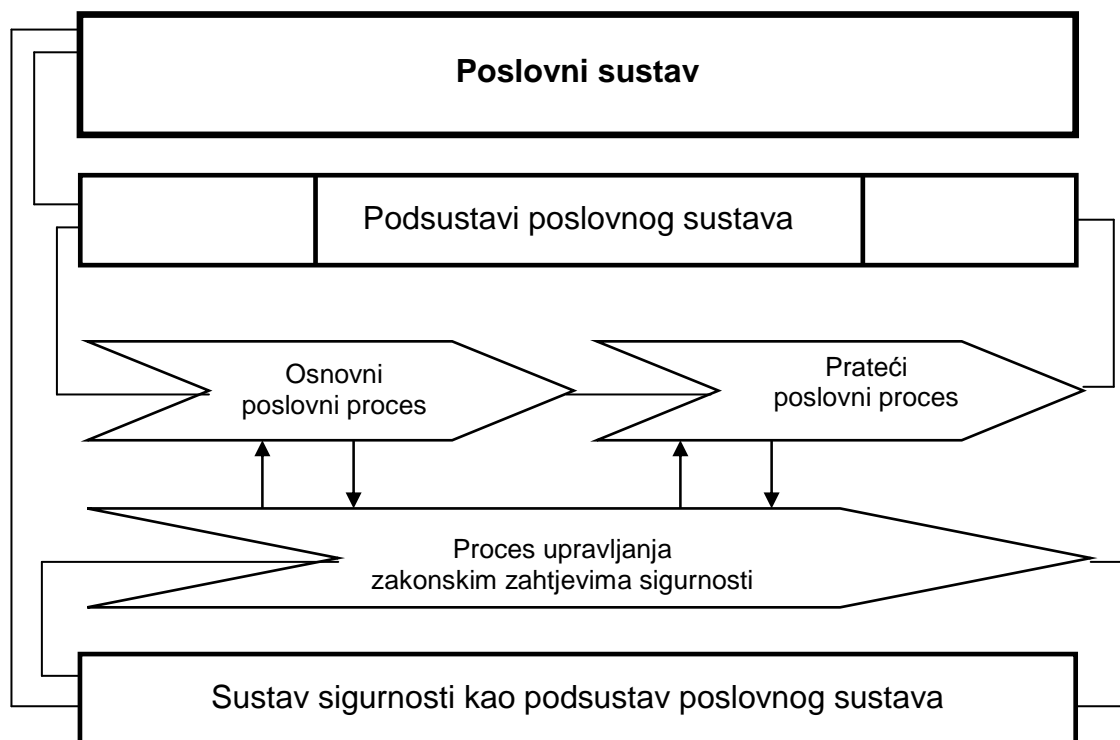 Poslovni sustav
Podsustavi poslovnog sustava
Osnovni
poslovni proces
Prateći
poslovni proces
Proces upravljanja
zakonskim zahtjevima sigurnosti
Sustav sigurnosti kao podsustav poslovnog sustava